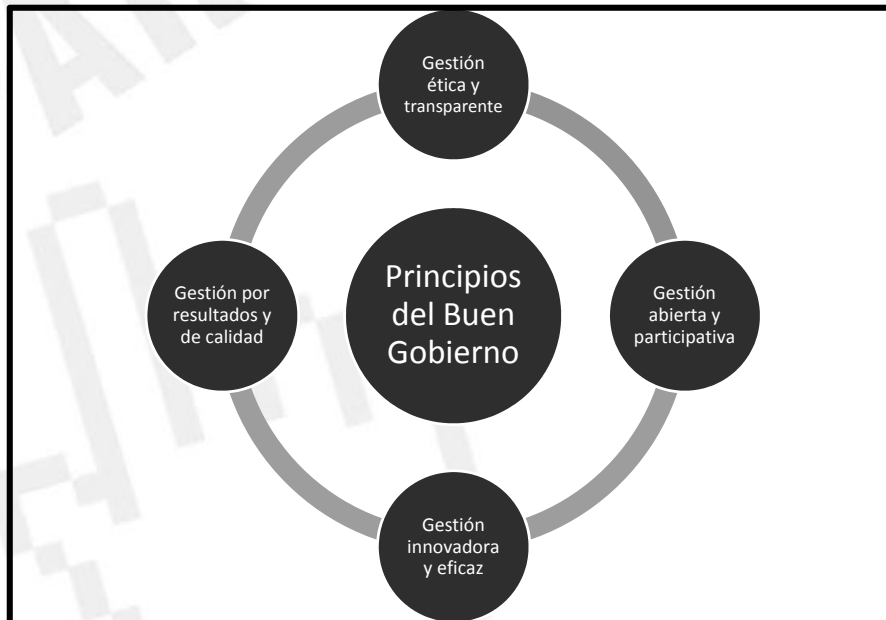 Gestión
ética y
transparente
Gestión por
resultados y
de calidad
Principios
del Buen
Gobierno
Gestión
abierta y
participativa
Gestión
innovadora
y eficaz